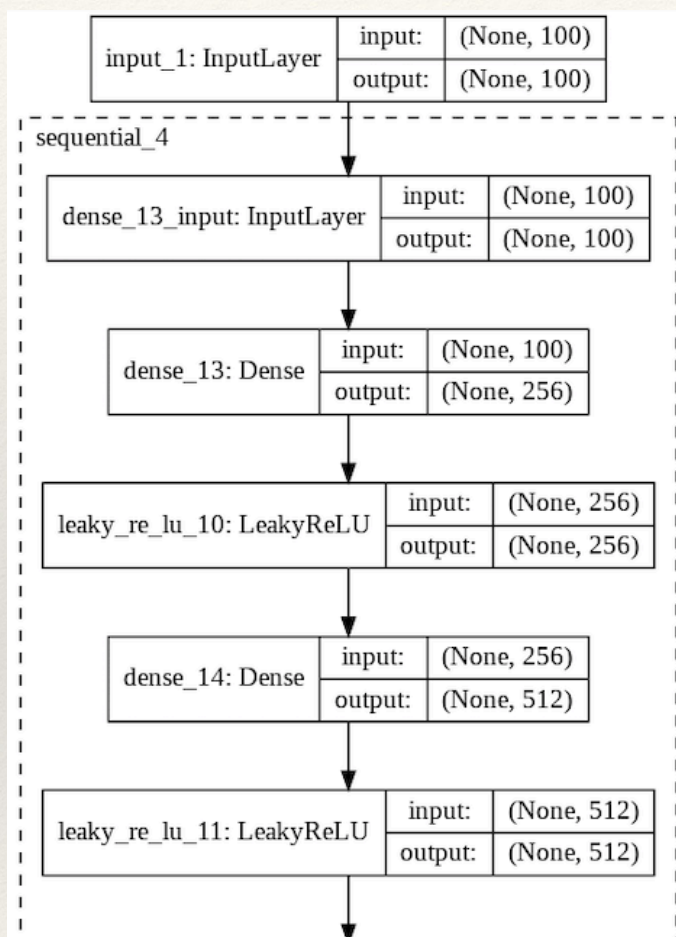 input_1: InputLayer
input: (None, 100)
output: (None, 100)
sequential_4
dense_13_input: InputLayer
input: (None, 100)
output: (None, 100)
dense_13: Dense
input: (None, 100)
output: (None, 256)
leaky_re_lu_10: LeakyReLU
input: (None, 256)
output: (None, 256)
dense_14: Dense
input: (None, 256)
output: (None, 512)
leaky_re_lu_11: LeakyReLU
input: (None, 512)
output: (None, 512)